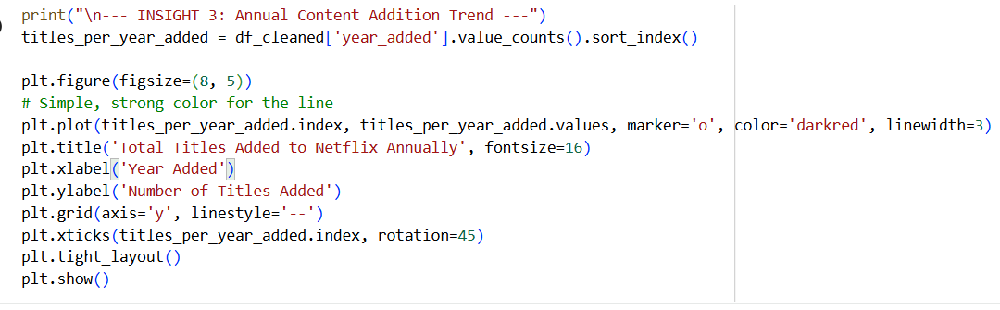 print("\n--- INSIGHT 3: Annual Content Addition Trend ---")
titles_per_year_added = df_cleaned['year_added'].value_counts().sort_index()

plt.figure(figsize=(8, 5))
# Simple, strong color for the line
plt.plot(titles_per_year_added.index, titles_per_year_added.values, marker='o', color='darkred', linewidth=3)
plt.title('Total Titles Added to Netflix Annually', fontsize=16)
plt.xlabel('Year Added')
plt.ylabel('Number of Titles Added')
plt.grid(axis='y', linestyle='--')
plt.xticks(titles_per_year_added.index, rotation=45)
plt.tight_layout()
plt.show()